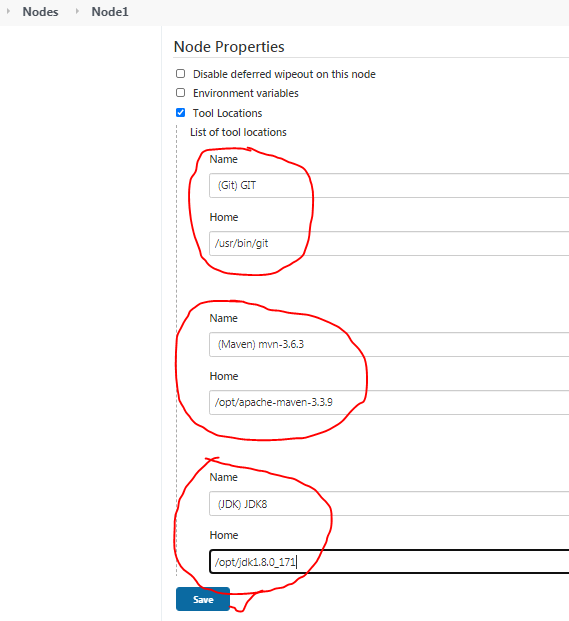 Nodes Node1
Node Properties
Disable deferred wipeout on this node
Environment variables
Tool Locations
List of tool locations
Name
(Git) GIT
Home
/usr/bin/git
Name
(Maven) mvn-3.6.3
Home
/opt/apache-maven-3.3.9
Name
(JDK) JDK8
Home
/opt/jdk1.8.0_171
Save